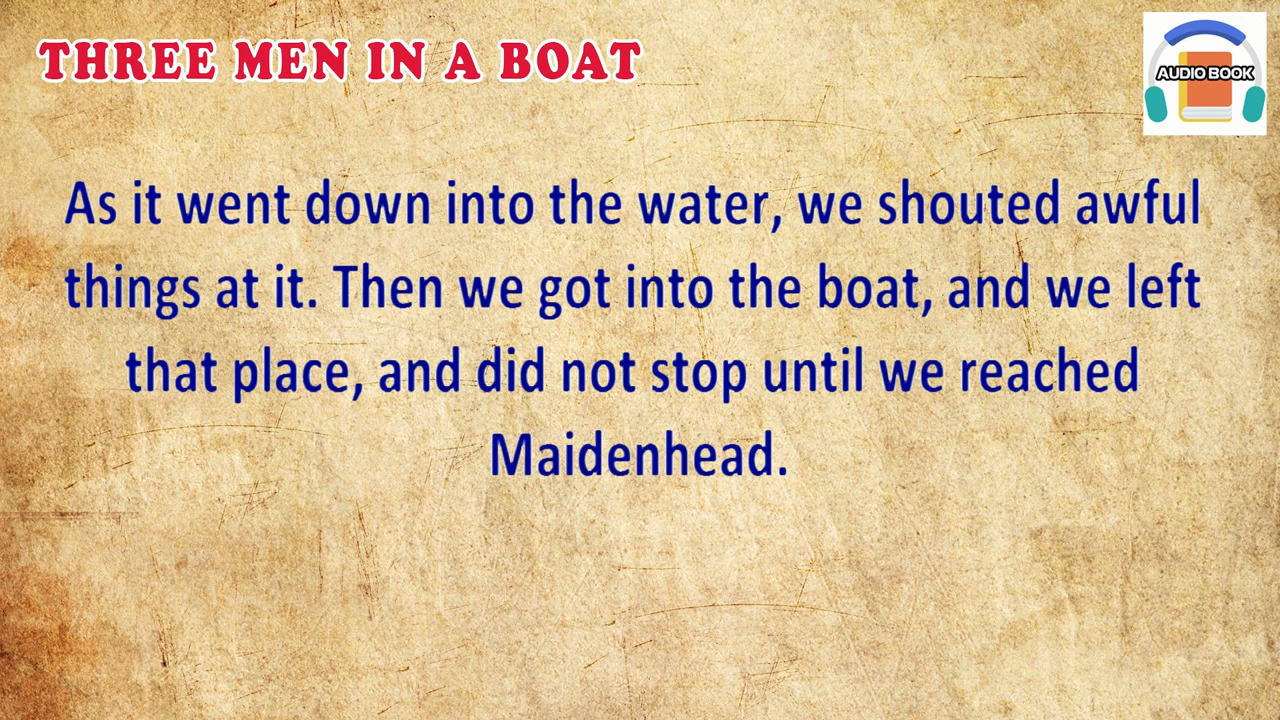 THREE MEN IN A BOAT
AUDIO BOOK
As it went down into the water, we shouted awful
things at it. Then we got into the boat, and we left
that place, and did not stop until we reached
Maidenhead.